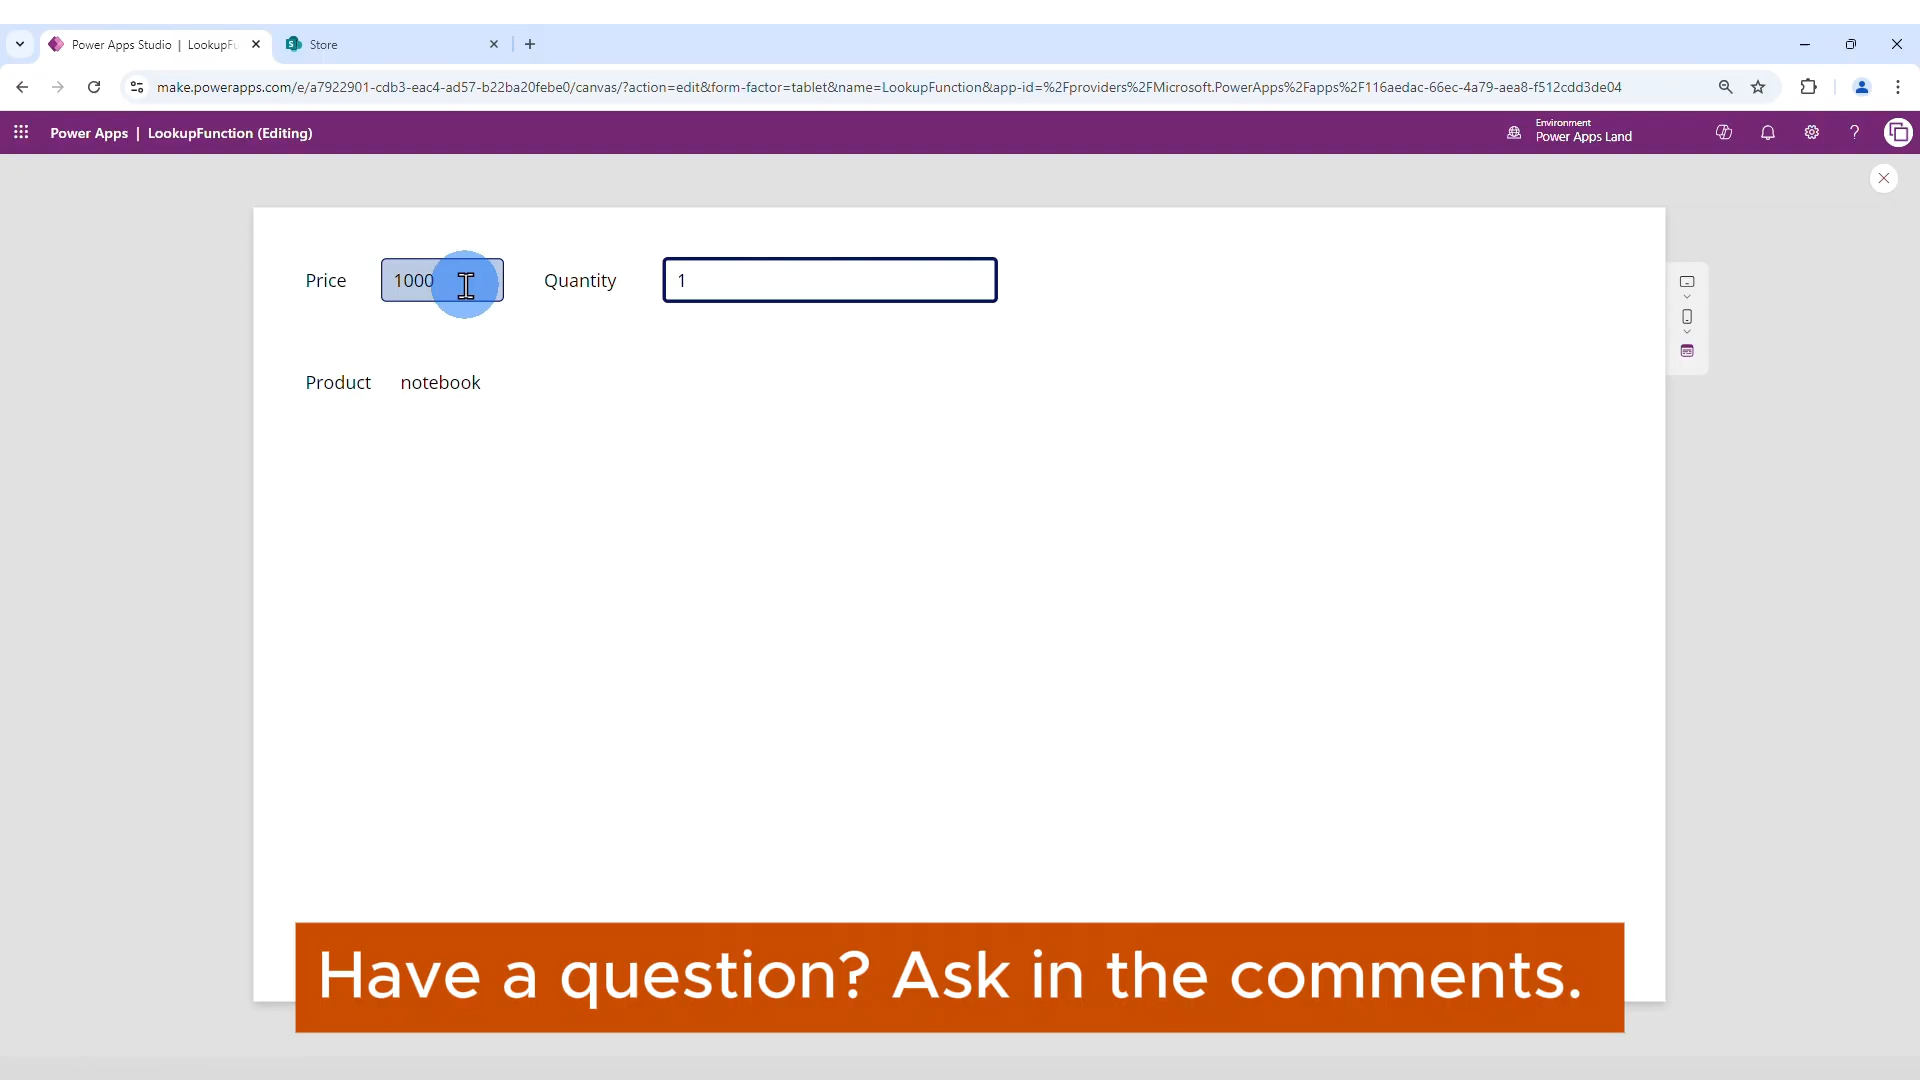 Power Apps Studio | LookupFu
Store
make.powerapps.com/e/a7922901-cdb3-eac4-ad57-b22ba20febe0/canvas/?action=edit&form-factor=tablet&name=LookupFunction&app-id=%2Fproviders%2FMicrosoft.PowerApps%2Fapps%2F116aedac-66ec-4a79-aea8-f512cdd3de04
Power Apps | LookupFunction (Editing)
Environment
Power Apps Land
Price 1000 Quantity 1
Product notebook
Have a question? Ask in the comments.